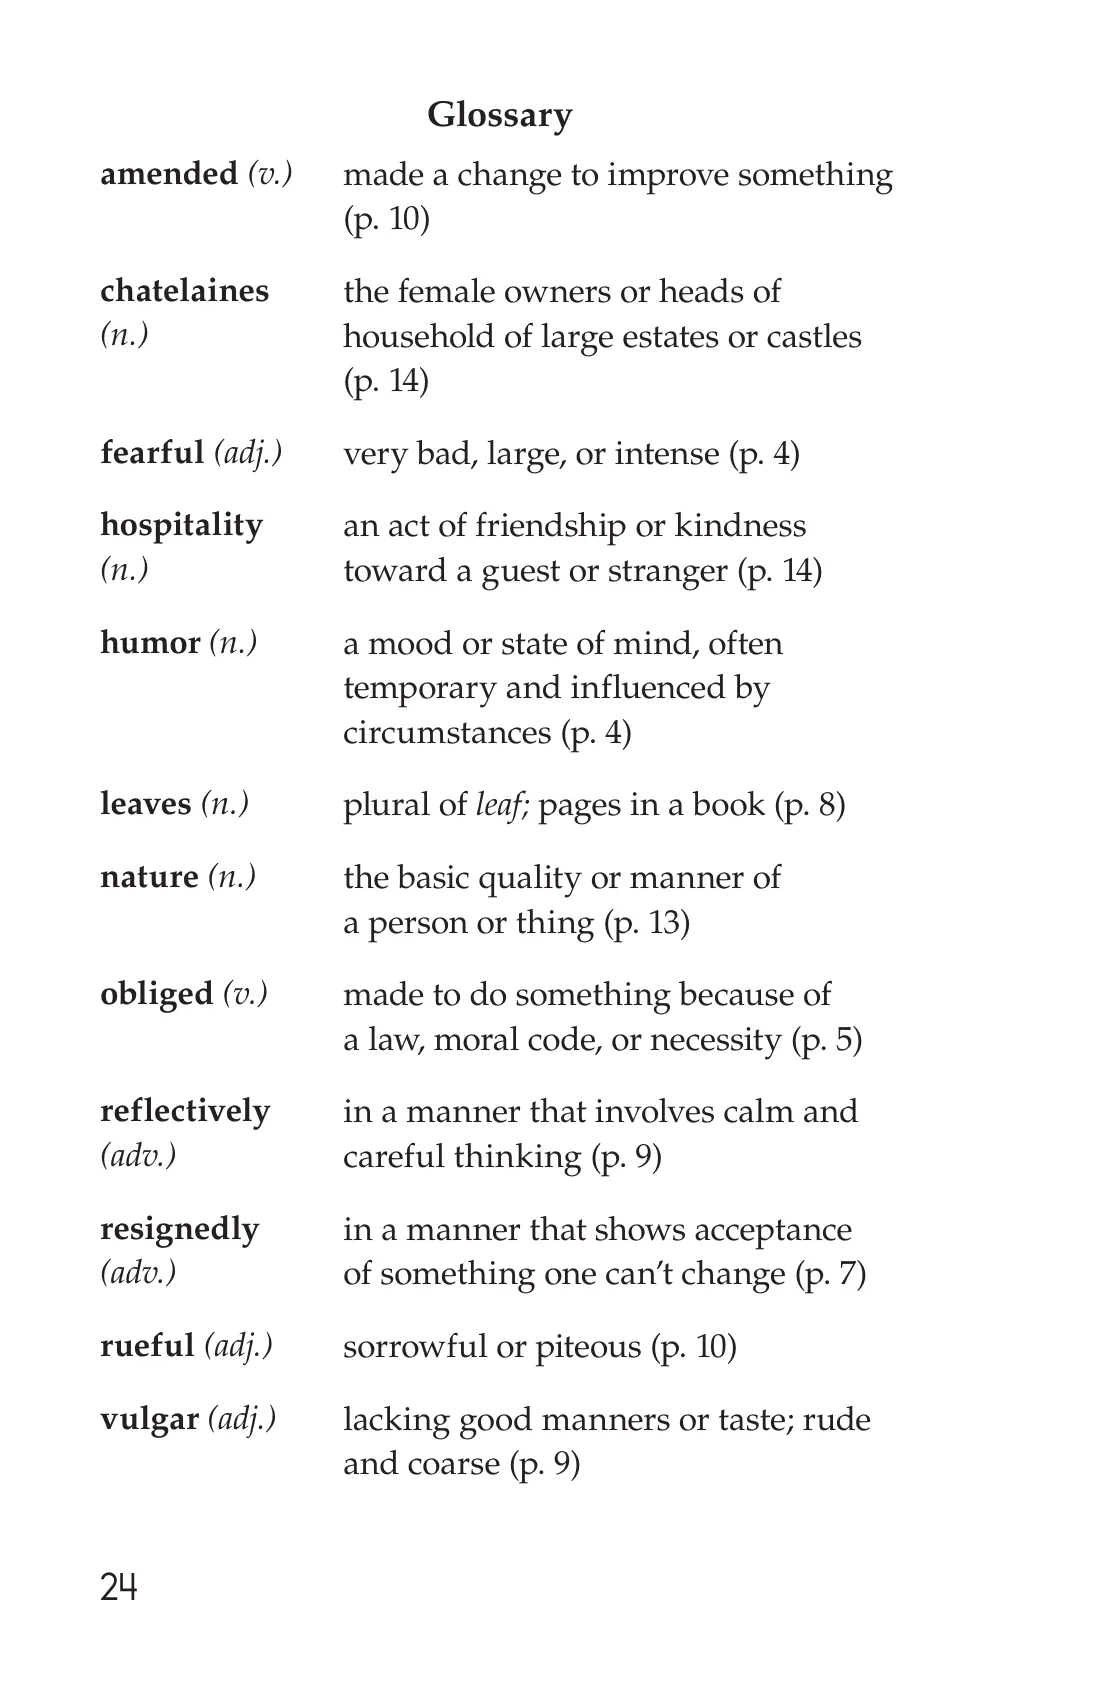 Glossary
amended (v.) made a change to improve something
(p. 10)
chatelaines the female owners or heads of
(n.) household of large estates or castles
(p. 14)
fearful (adj.) very bad, large, or intense (p. 4)
hospitality an act of friendship or kindness
(n.) toward a guest or stranger (p. 14)
humor (n.) a mood or state of mind, often
temporary and influenced by
circumstances (p. 4)
leaves (n.) plural of leaf; pages in a book (p. 8)
nature (n.) the basic quality or manner of
a person or thing (p. 13)
obliged (v.) made to do something because of
a law, moral code, or necessity (p. 5)
reflectively in a manner that involves calm and
(adv.) careful thinking (p. 9)
resignedly in a manner that shows acceptance
(adv.) of something one can’t change (p. 7)
rueful (adj.) sorrowful or piteous (p. 10)
vulgar (adj.) lacking good manners or taste; rude
and coarse (p. 9)
24